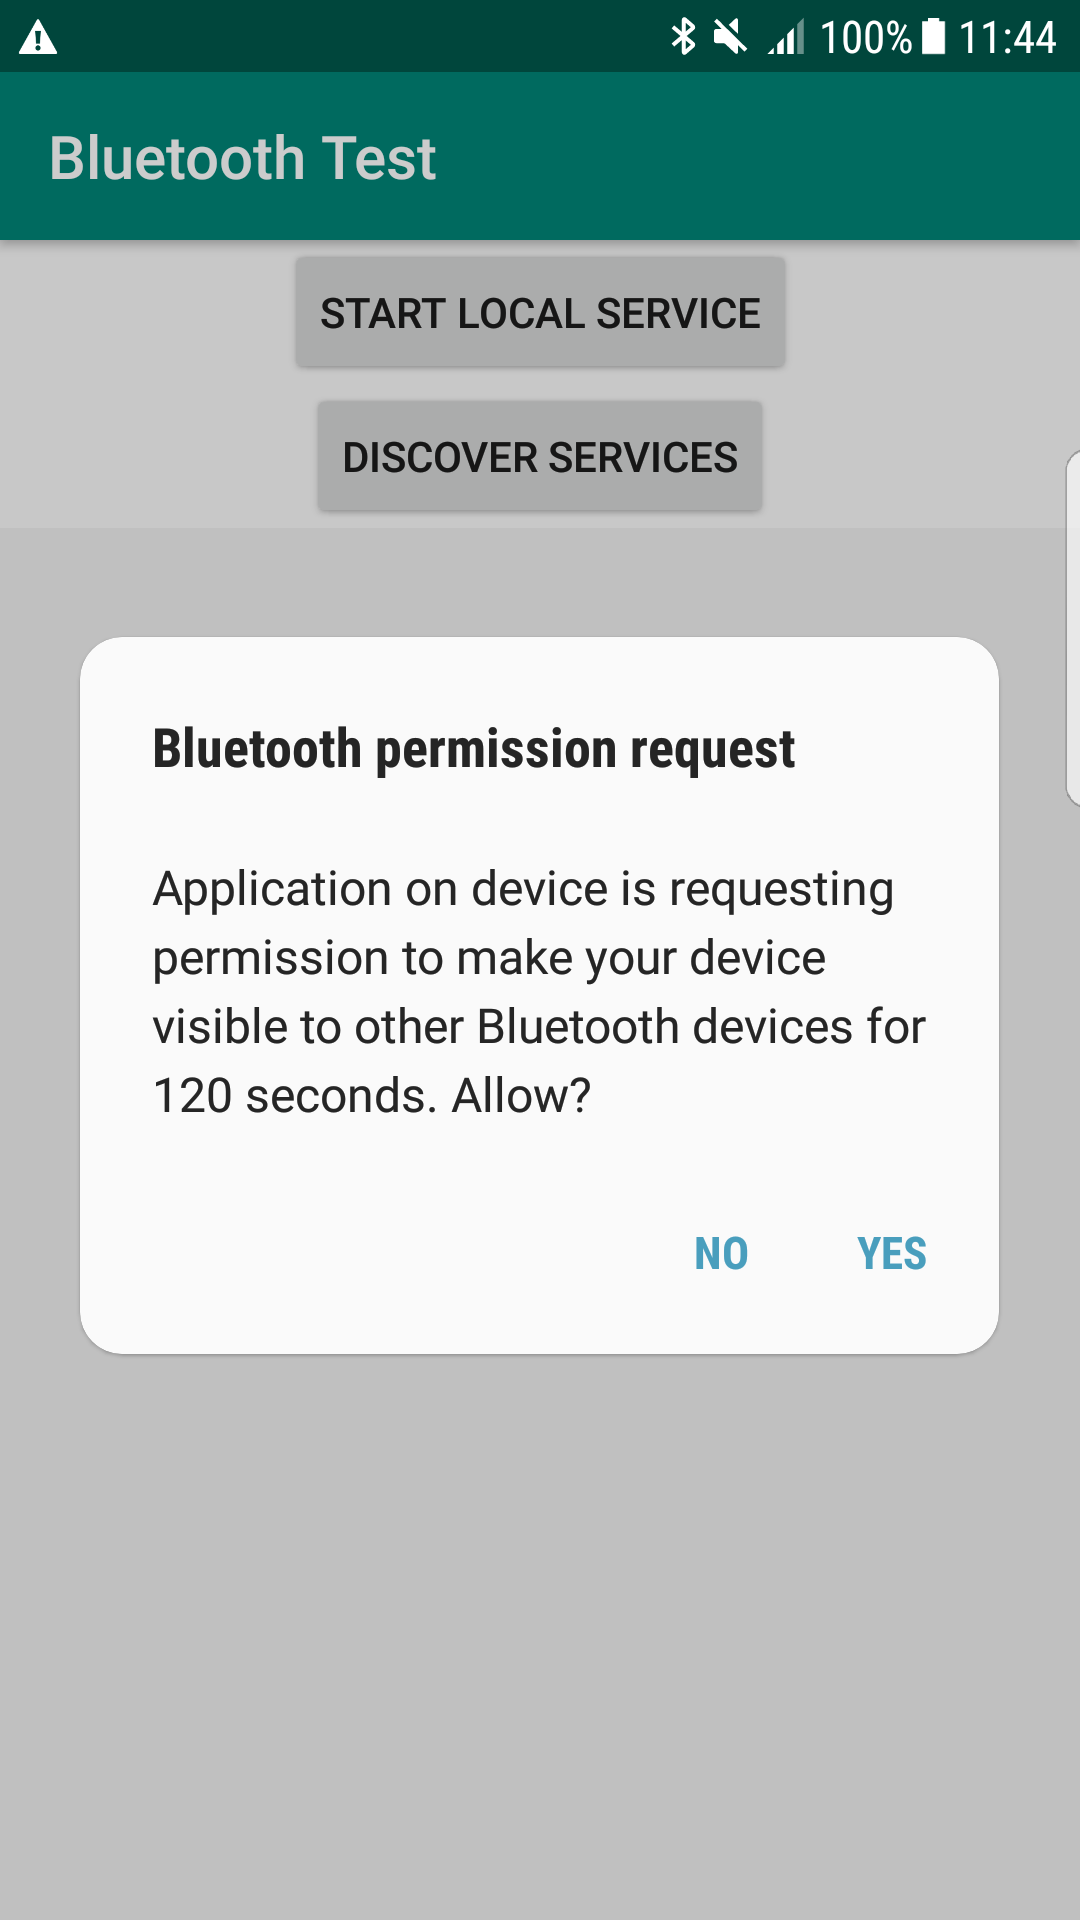 100% 11:44
Bluetooth Test
START LOCAL SERVICE
DISCOVER SERVICES
Bluetooth permission request
Application on device is requesting
permission to make your device
visible to other Bluetooth devices for
120 seconds. Allow?
NO YES